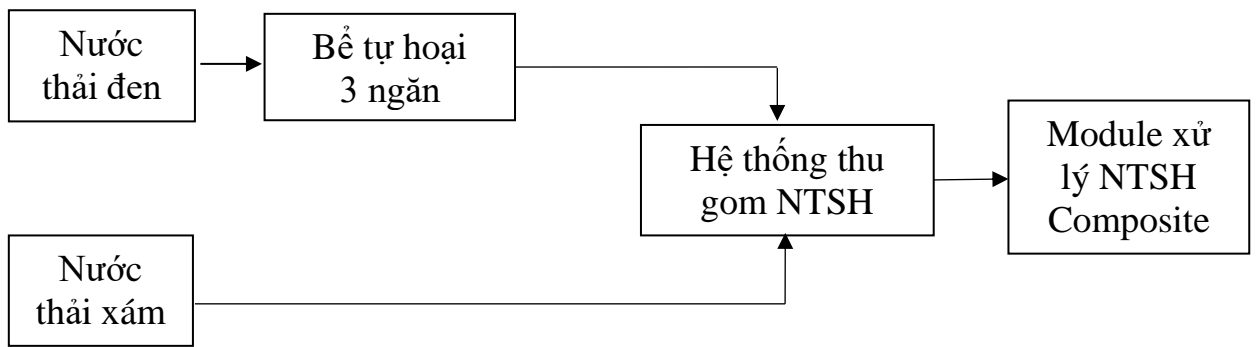 Nước
thải đen
Bể tự hoại
3 ngăn
Hệ thống thu
gom NTSH
Module xử
lý NTSH
Composite
Nước
thải xám